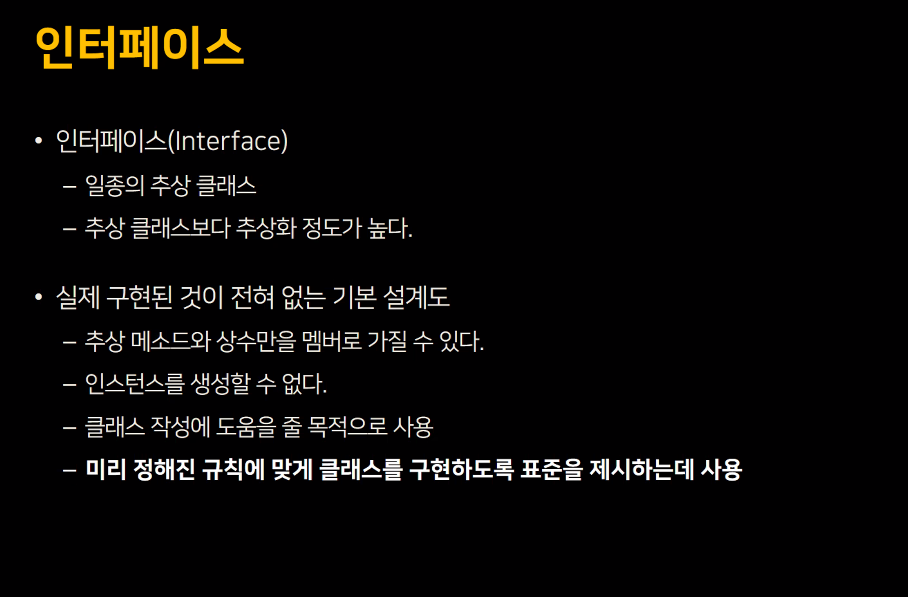 인터페이스
• 인터페이스(Interface)
– 일종의 추상 클래스
– 추상 클래스보다 추상화 정도가 높다.
• 실제 구현된 것이 전혀 없는 기본 설계도
– 추상 메소드와 상수만을 멤버로 가질 수 있다.
– 인스턴스를 생성할 수 없다.
– 클래스 작성에 도움을 줄 목적으로 사용
– 미리 정해진 규칙에 맞게 클래스를 구현하도록 표준을 제시하는데 사용